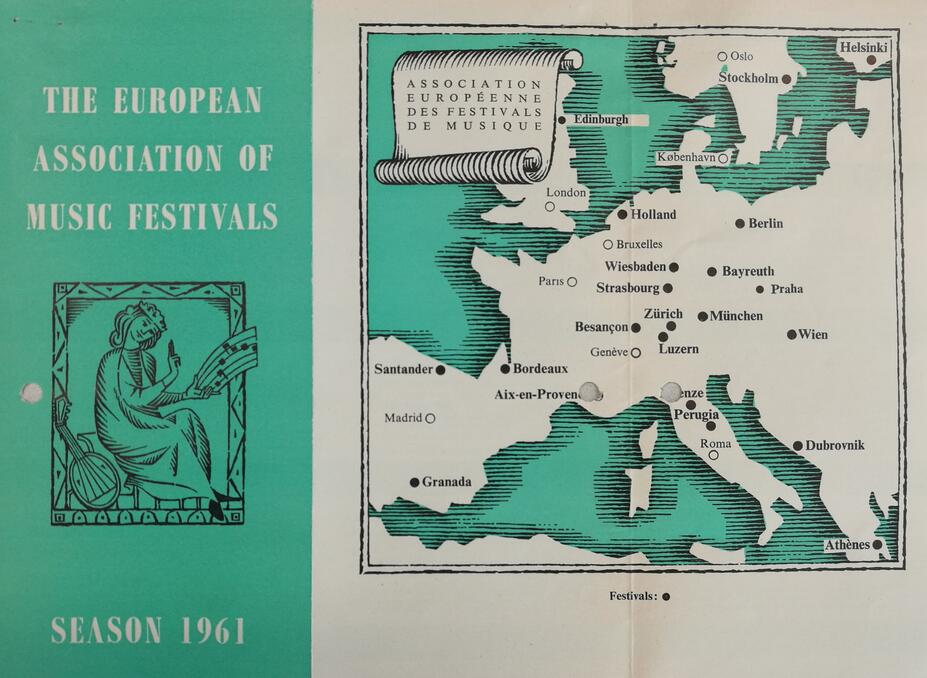 THE EUROPEAN
ASSOCIATION OF
MUSIC FESTIVALS
SEASON 1961
ASSOCIATION
EUROPÉENNE
DES FESTIVALS
DE MUSIQUE
Helsinki
Oslo
Stockholm
Edinburgh
København
London
Holland
Berlin
Bruxelles
Wiesbaden
Bayreuth
Paris
Strasbourg
Praha
Zürich
München
Besançon
Wien
Luzern
Genève
Santander
Bordeaux
Madrid
Perugia
Roma
Dubrovnik
Granada
Athènes
Festivals: